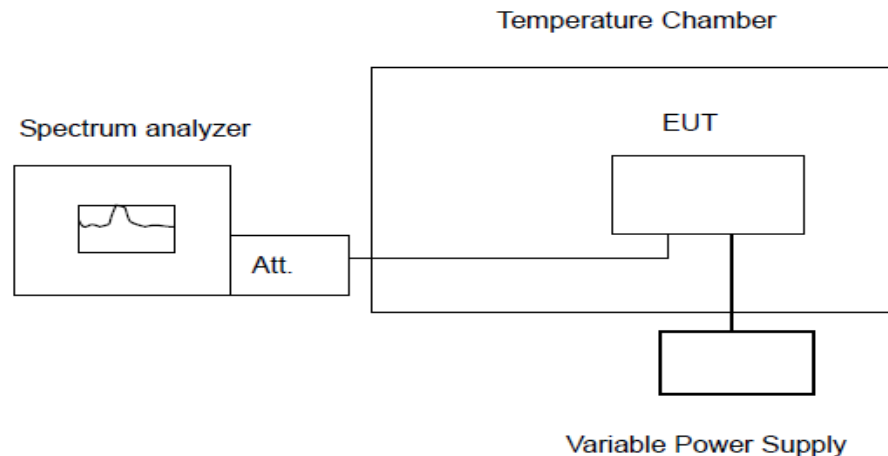 Temperature Chamber
Spectrum analyzer
EUT
Att.
Variable Power Supply